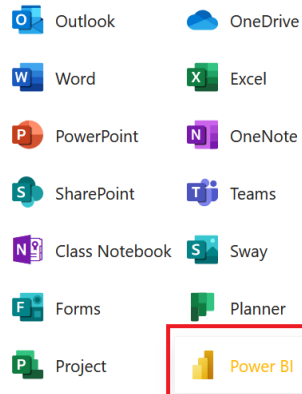 Outlook OneDrive
Word Excel
PowerPoint OneNote
SharePoint Teams
Class Notebook Sway
Forms Planner
Project Power BI